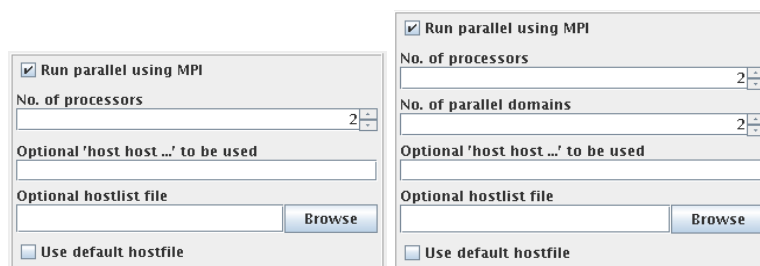 Run parallel using MPI
No. of processors
2
Optional 'host host ...' to be used
Optional hostlist file
Browse
Use default hostfile
Run parallel using MPI
No. of processors
2
No. of parallel domains
2
Optional 'host host ...' to be used
Optional hostlist file
Browse
Use default hostfile